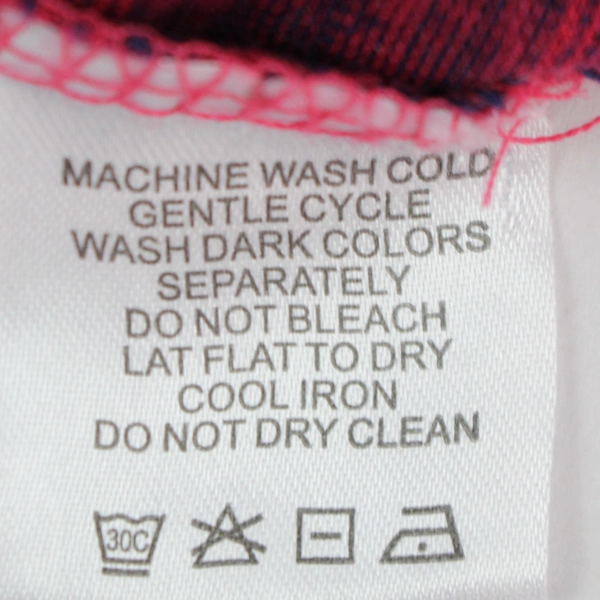 MACHINE WASH COLD
GENTLE CYCLE
WASH DARK COLORS
SEPARATELY
DO NOT BLEACH
LAT FLAT TO DRY
COOL IRON
DO NOT DRY CLEAN
30C